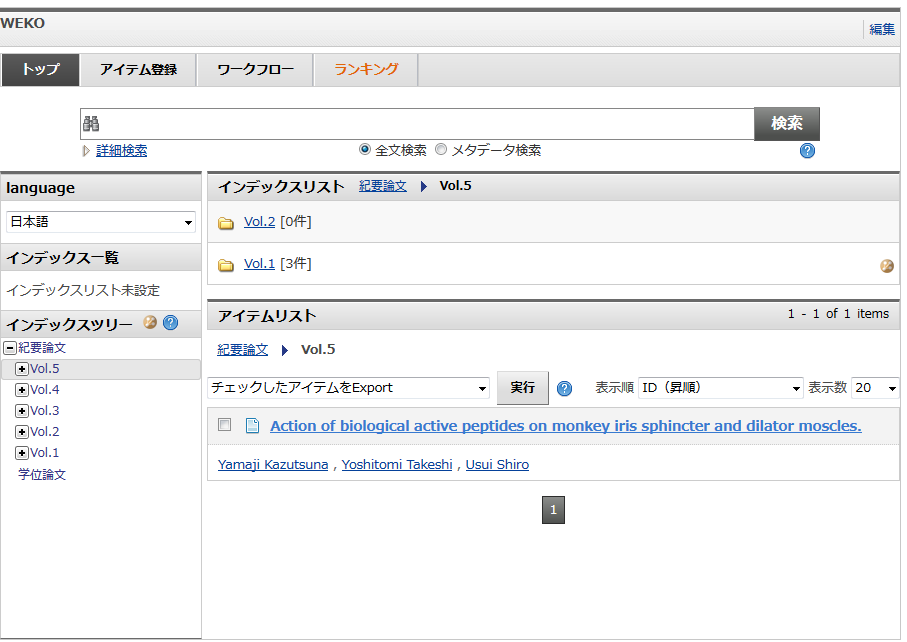 WEKO
編集
トップ アイテム登録 ワークフロー ランキング
検索
詳細検索 全文検索 メタデータ検索
language
日本語
インデックス一覧
インデックスリスト未設定
インデックスツリー
紀要論文
Vol.5
Vol.4
Vol.3
Vol.2
Vol.1
学位論文
インデックスリスト 紀要論文 Vol.5
Vol.2 [0件]
Vol.1 [3件]
アイテムリスト 1 - 1 of 1 items
紀要論文 Vol.5
チェックしたアイテムをExport 実行 表示順 ID（昇順） 表示数 20
Action of biological active peptides on monkey iris sphincter and dilator moscles.
Yamaji Kazutsuna , Yoshitomi Takeshi , Usui Shiro
1